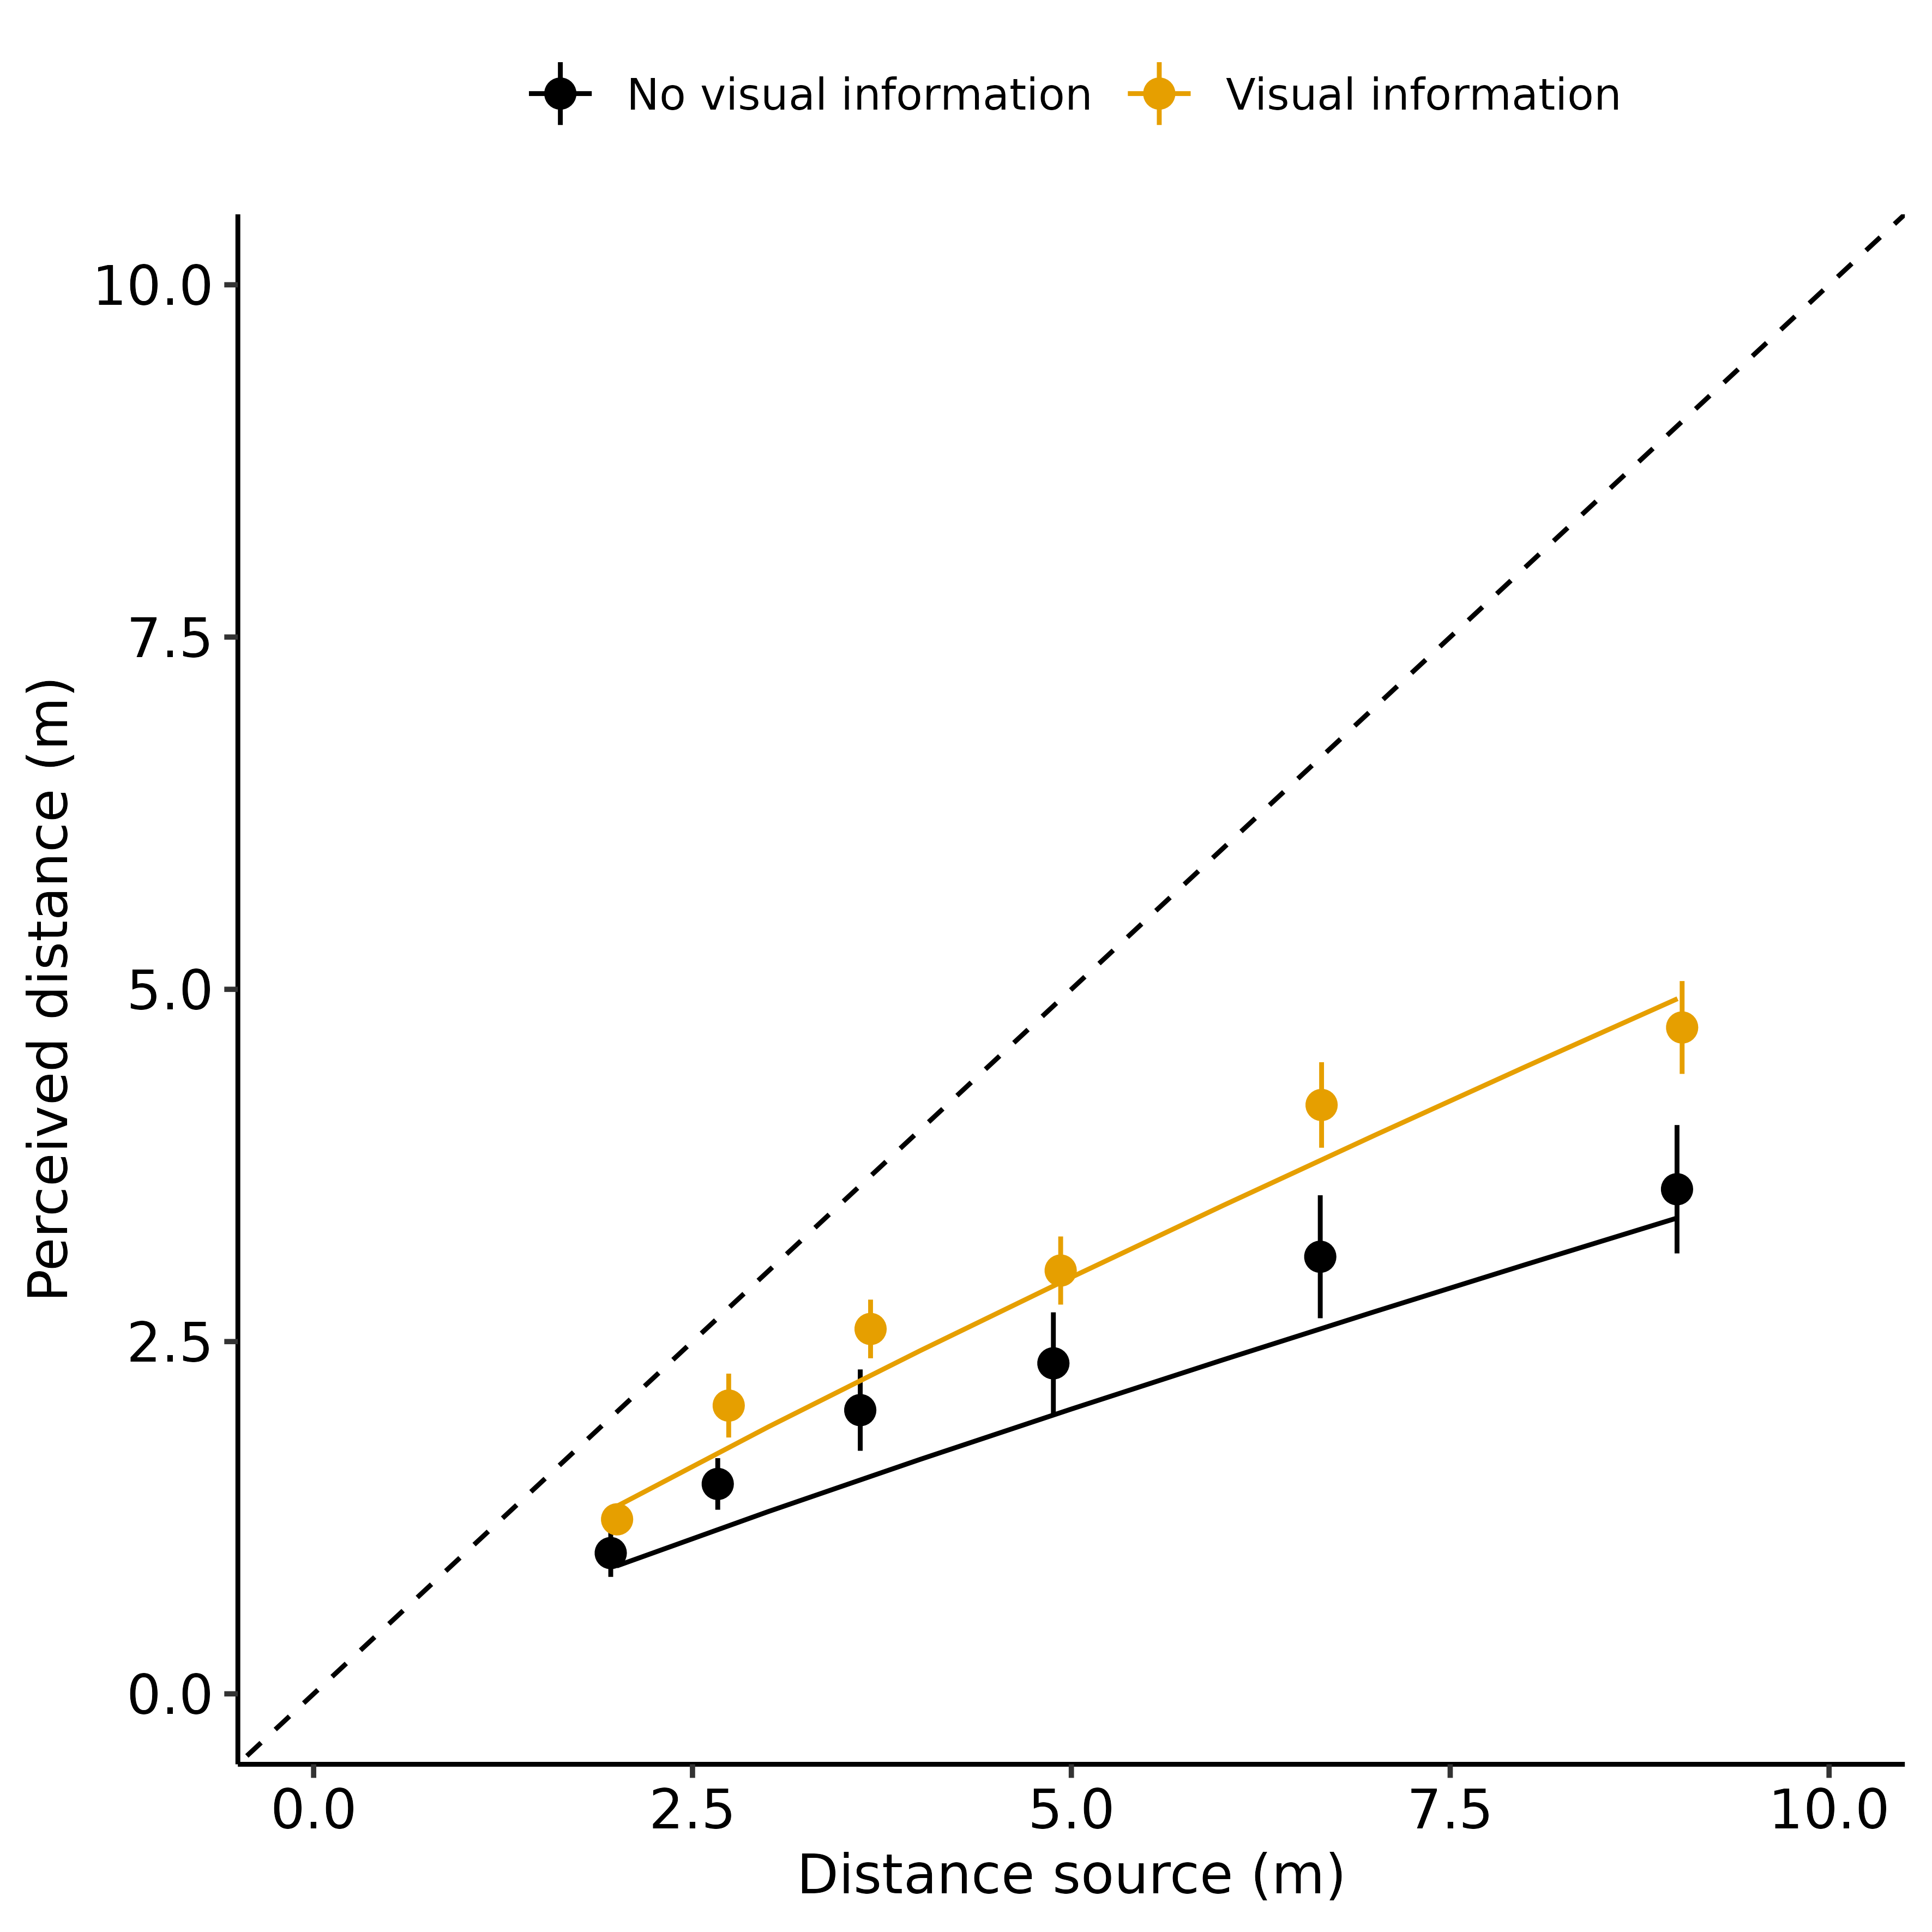 No visual information Visual information
10.0
7.5
5.0
2.5
0.0
Perceived distance (m)
0.0 2.5 5.0 7.5 10.0
Distance source (m)